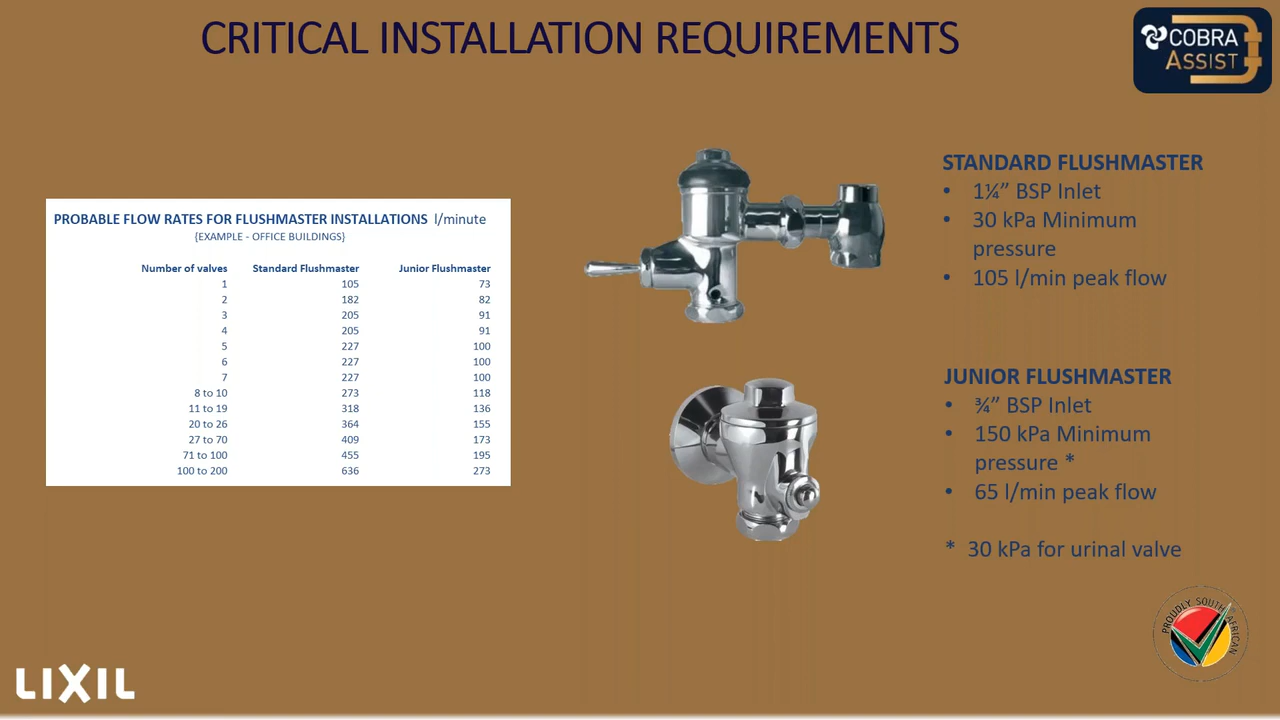 CRITICAL INSTALLATION REQUIREMENTS
COBRA
ASSIST
PROBABLE FLOW RATES FOR FLUSHMASTER INSTALLATIONS l/minute
{EXAMPLE - OFFICE BUILDINGS}
Number of valves Standard Flushmaster Junior Flushmaster
1 105 73
2 182 82
3 205 91
4 205 91
5 227 100
6 227 100
7 227 100
8 to 10 273 118
11 to 19 318 136
20 to 26 364 155
27 to 70 409 173
71 to 100 455 195
100 to 200 636 273
STANDARD FLUSHMASTER
• 1¼” BSP Inlet
• 30 kPa Minimum
pressure
• 105 l/min peak flow
JUNIOR FLUSHMASTER
• ¾” BSP Inlet
• 150 kPa Minimum
pressure *
• 65 l/min peak flow
* 30 kPa for urinal valve
PROUDLY SOUTH AFRICAN
LIXIL